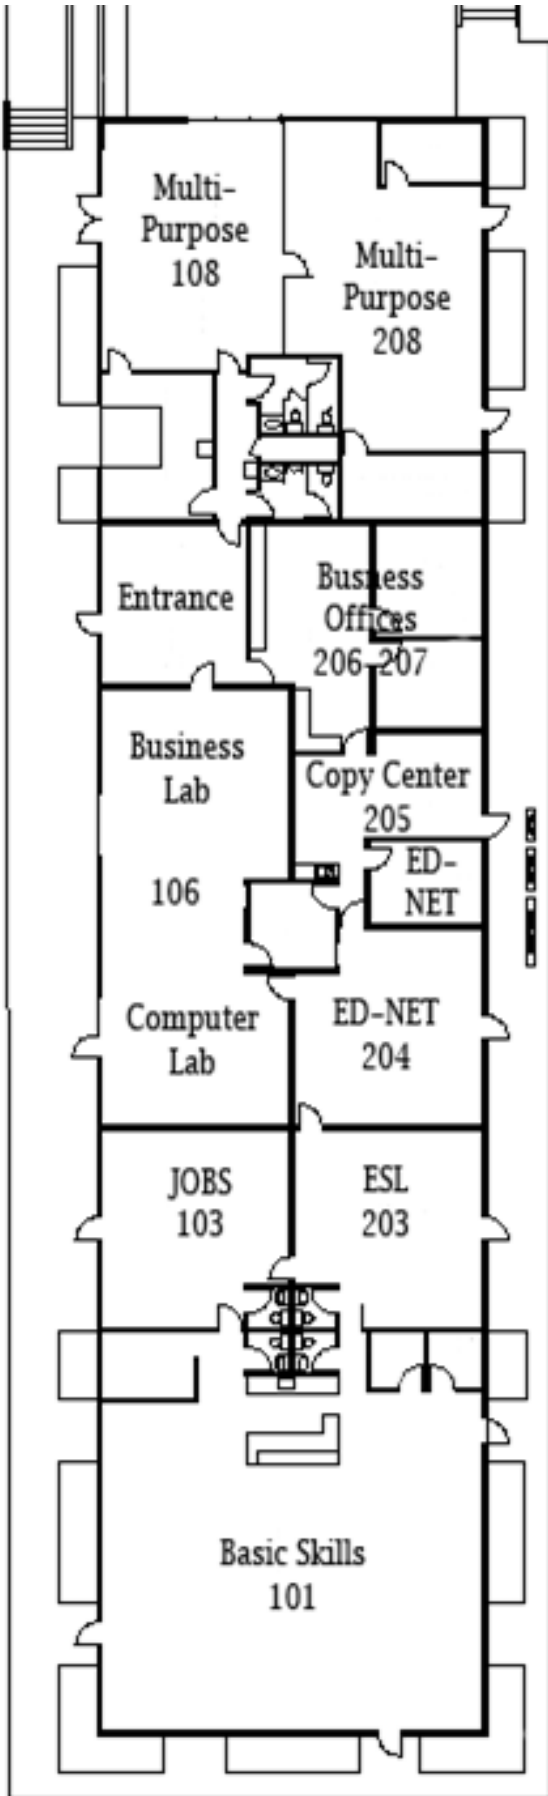 Multi-
Purpose
108
Multi-
Purpose
208
Entrance
Business
Offices
206-207
Business
Lab
106
Computer
Lab
Copy Center
205
ED-
NET
ED-NET
204
JOBS
103
ESL
203
Basic Skills
101